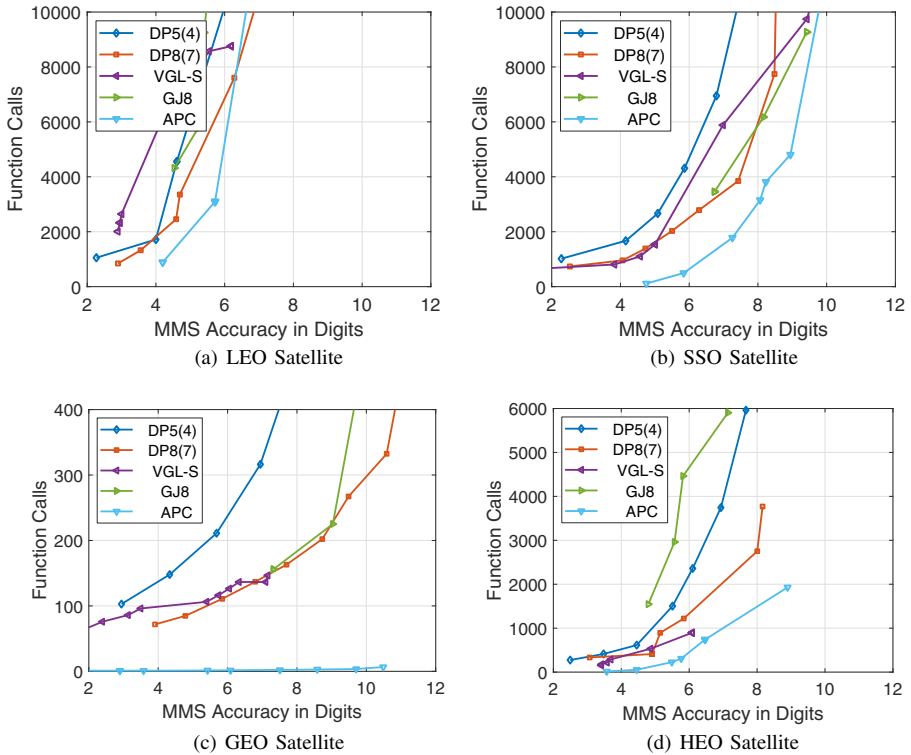 10000
8000
6000
4000
2000
0
Function Calls
DP5(4)
DP8(7)
VGL-S
GJ8
APC
2 4 6 8 10 12
MMS Accuracy in Digits
(a) LEO Satellite
10000
8000
6000
4000
2000
0
Function Calls
DP5(4)
DP8(7)
VGL-S
GJ8
APC
2 4 6 8 10 12
MMS Accuracy in Digits
(b) SSO Satellite
400
300
200
100
0
Function Calls
DP5(4)
DP8(7)
VGL-S
GJ8
APC
2 4 6 8 10 12
MMS Accuracy in Digits
(c) GEO Satellite
6000
5000
4000
3000
2000
1000
0
Function Calls
DP5(4)
DP8(7)
VGL-S
GJ8
APC
2 4 6 8 10 12
MMS Accuracy in Digits
(d) HEO Satellite